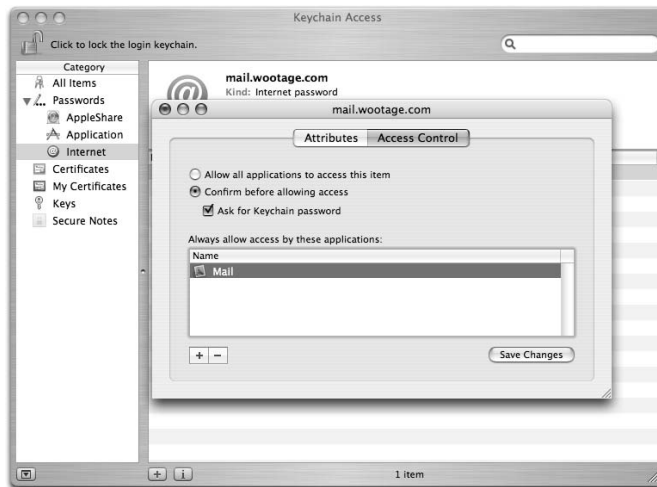 Keychain Access
Click to lock the login keychain.
Category
All Items
Passwords
AppleShare
Application
Internet
Certificates
My Certificates
Keys
Secure Notes
mail.wootage.com
Kind: Internet password
mail.wootage.com
Attributes
Access Control
Allow all applications to access this item
Confirm before allowing access
Ask for Keychain password
Always allow access by these applications:
Name
Mail
+ −
Save Changes
+ i
1 item